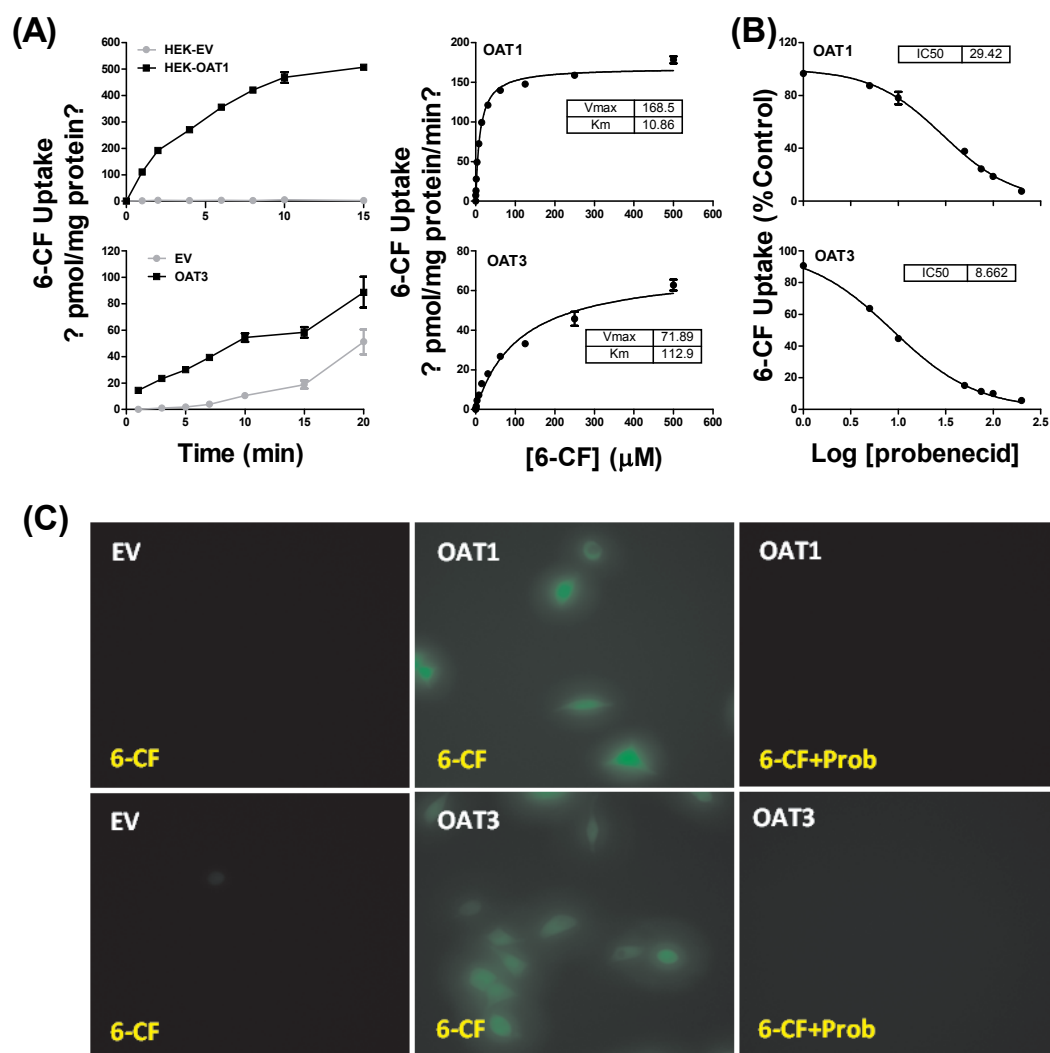 (A)
HEK-EV
HEK-OAT1
600
500
400
300
200
100
0
0 5 10 15
EV
OAT3
100
80
60
40
20
0
0 5 10 15 20
6-CF Uptake
? pmol/mg protein?
Time (min)
OAT1
200
150
100
50
0
0 100 200 300 400 500 600
Vmax 168.5
Km 10.86
OAT3
80
60
40
20
0
0 100 200 300 400 500 600
Vmax 71.89
Km 112.9
6-CF Uptake
? pmol/mg protein/min?
[6-CF] (μM)
(B)
OAT1
IC50 29.42
125
100
75
50
25
0
OAT3
IC50 8.662
100
80
60
40
20
0
0.0 0.5 1.0 1.5 2.0 2.5
6-CF Uptake (% Control)
Log [probenecid]
(C)
EV
6-CF
OAT1
6-CF
OAT1
6-CF+Prob
EV
6-CF
OAT3
6-CF
OAT3
6-CF+Prob